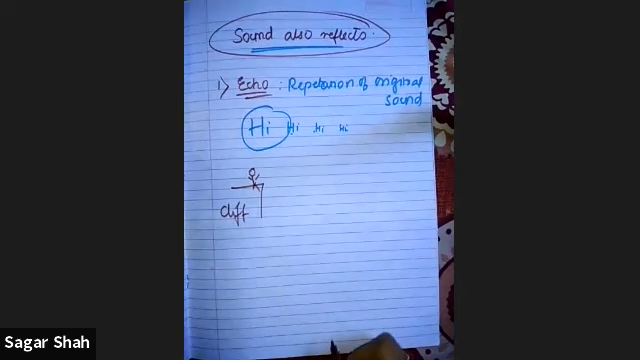 Sound also reflects.
1) Echo : Repetation of original
sound
Hi Hi Hi Hi
cliff
Sagar Shah